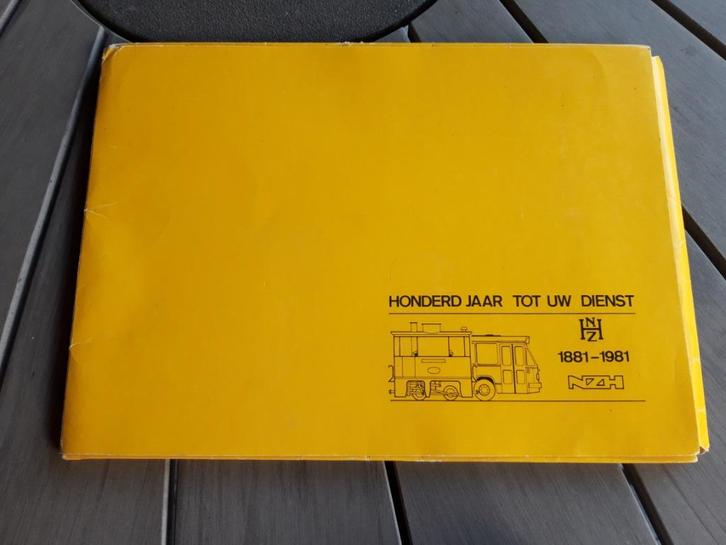 HONDERD JAAR TOT UW DIENST
NZH
1881-1981
NZH